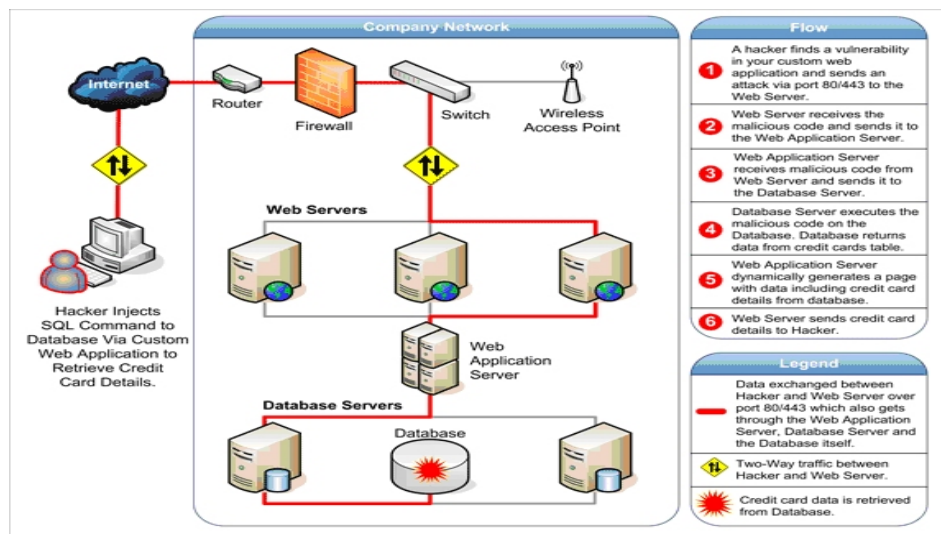 Company Network
Internet
Router
Firewall
Switch
Wireless
Access Point
Web Servers
Hacker Injects
SQL Command to
Database Via Custom
Web Application to
Retrieve Credit
Card Details.
Web
Application
Server
Database Servers
Database
Flow
1
A hacker finds a vulnerability
in your custom web
application and sends an
attack via port 80/443 to
the Web Server.
2
Web Server receives the
malicious code and sends it to
the Web Application Server.
3
Web Application Server
receives malicious code from
Web Server and sends it to
the Database Server.
4
Database Server executes the
malicious code on the
Database. Database returns
data from credit cards table.
5
Web Application Server
dynamically generates a page
with data including credit card
details from database.
6
Web Server sends credit card
details to Hacker.
Legend
Data exchanged between
Hacker and Web Server over
port 80/443 which also gets
through the Web Application
Server, Database Server and
the Database itself.
Two-Way traffic between
Hacker and Web Server.
Credit card data is retrieved
from Database.